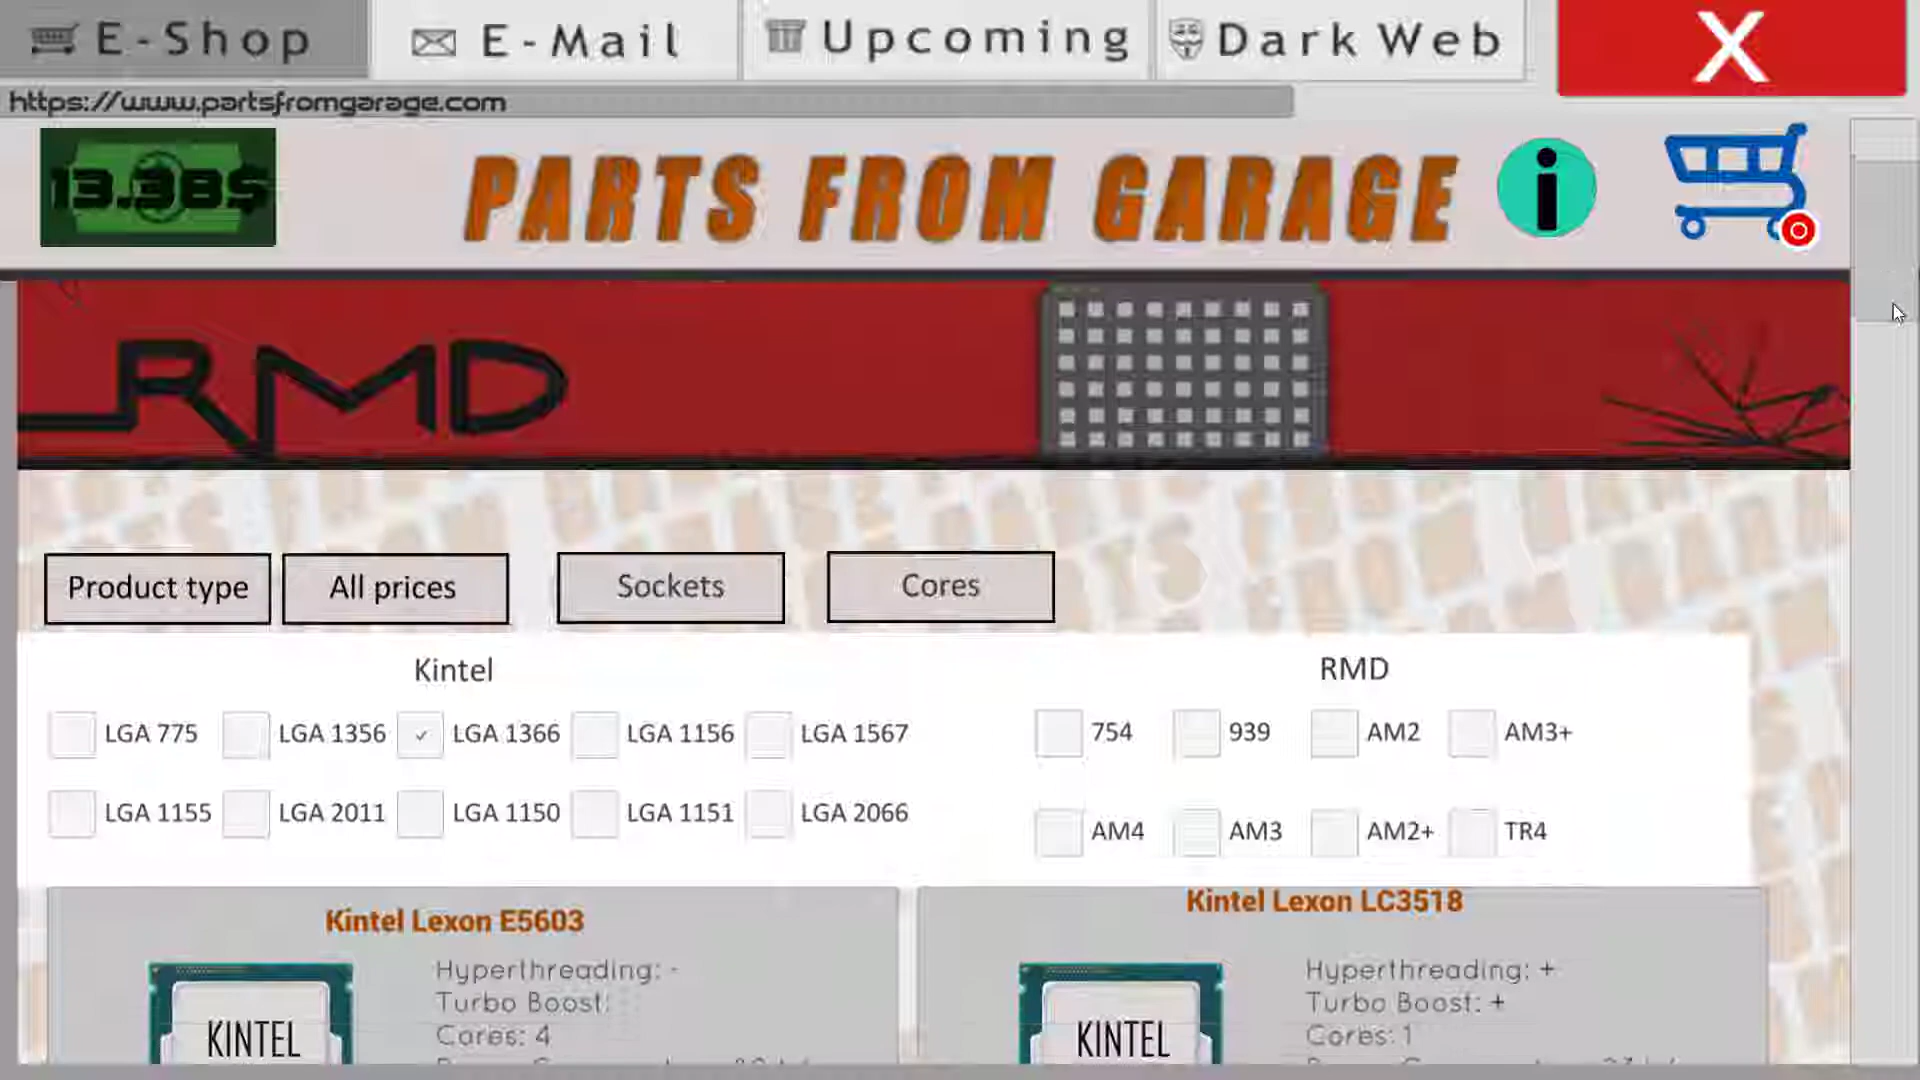 E-Shop
E-Mail
Upcoming
Dark Web
X
https://www.partsfromgarage.com
13.38$
PARTS FROM GARAGE
i
0
RMD
Product type
All prices
Sockets
Cores
Kintel
RMD
LGA 775
LGA 1356
✓
LGA 1366
LGA 1156
LGA 1567
754
939
AM2
AM3+
LGA 1155
LGA 2011
LGA 1150
LGA 1151
LGA 2066
AM4
AM3
AM2+
TR4
Kintel Lexon E5603
KINTEL
Hyperthreading: -
Turbo Boost:
Cores: 4
Kintel Lexon LC3518
KINTEL
Hyperthreading: +
Turbo Boost: +
Cores: 1